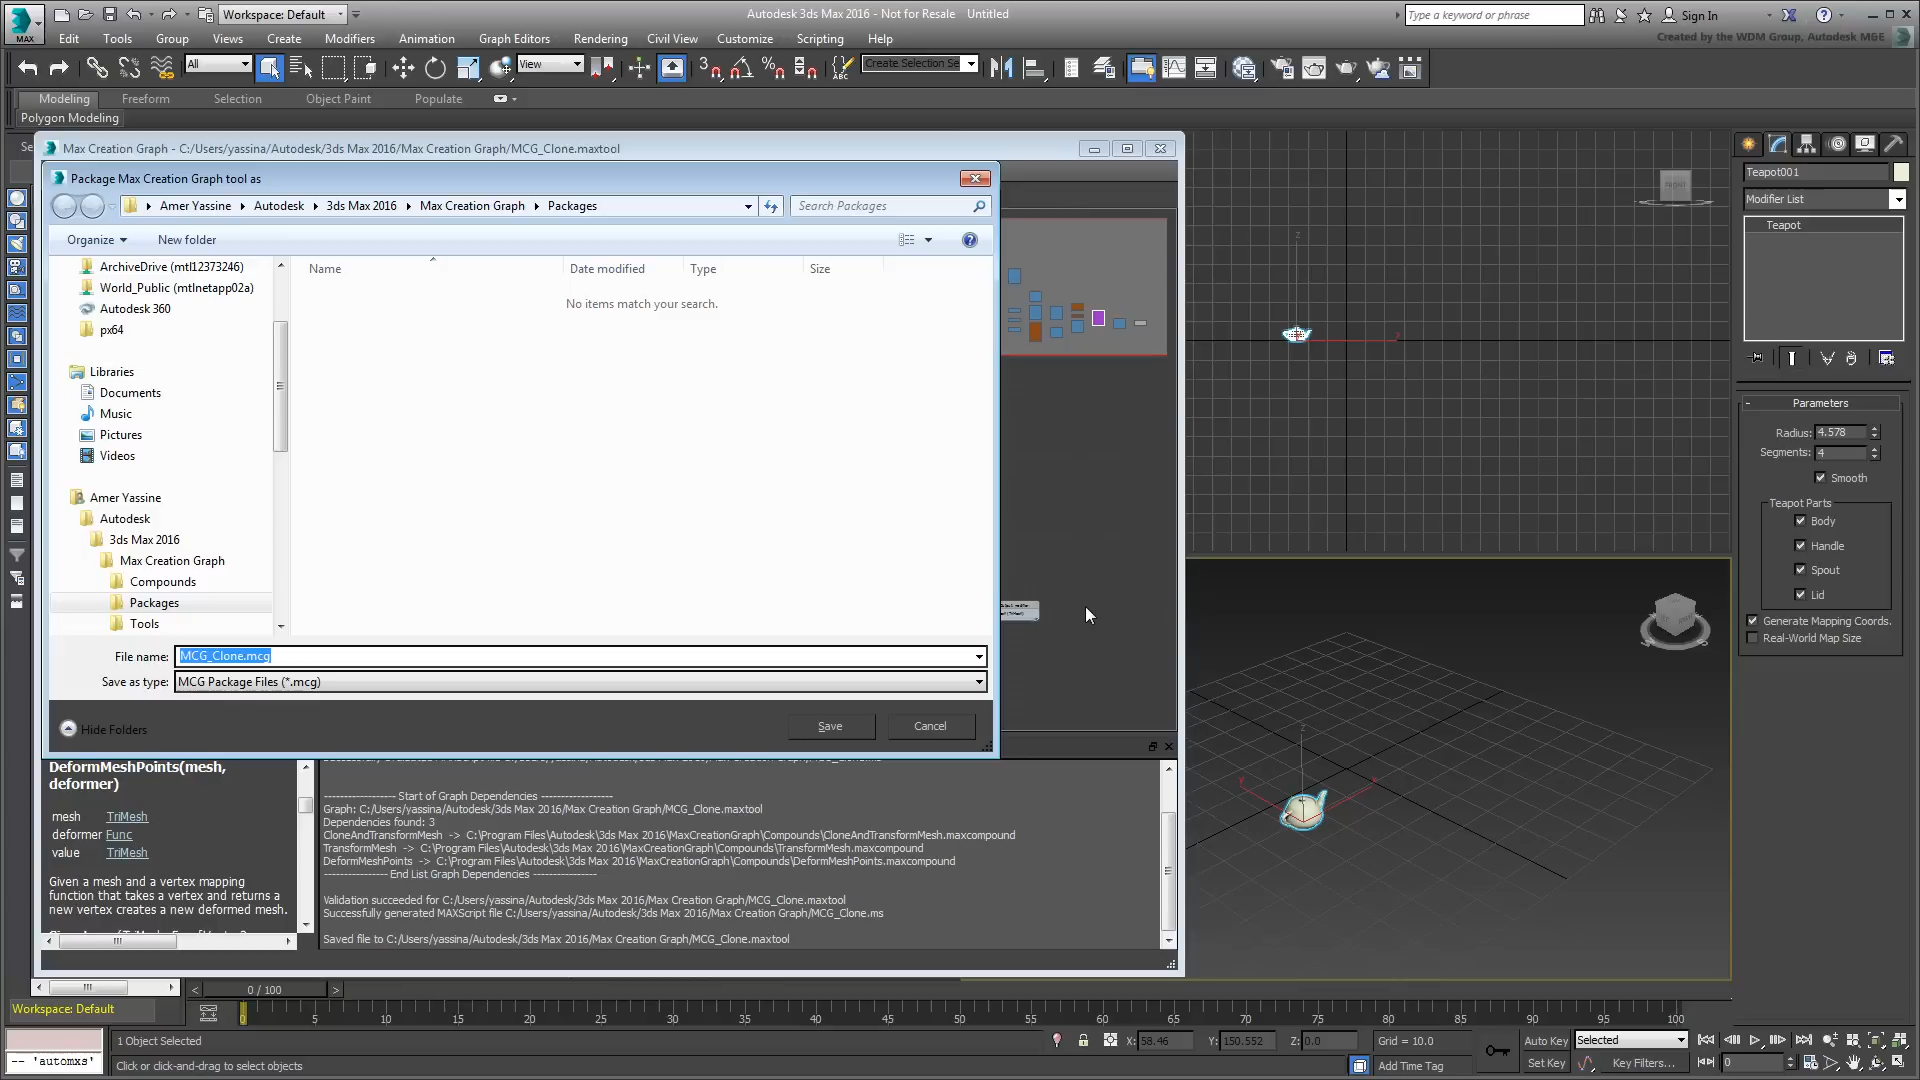 Workspace: Default
Autodesk 3ds Max 2016 - Not for Resale Untitled
Type a keyword or phrase
Sign In
MAX
Edit Tools Group Views Create Modifiers Animation Graph Editors Rendering Civil View Customize Scripting Help
Created by the WDM Group, Autodesk M&E
All
View
Create Selection Se
Modeling Freeform Selection Object Paint Populate
Polygon Modeling
Max Creation Graph - C:/Users/yassina/Autodesk/3ds Max 2016/Max Creation Graph/MCG_Clone.maxtool
Package Max Creation Graph tool as
Amer Yassine Autodesk 3ds Max 2016 Max Creation Graph Packages
Search Packages
Organize New folder
Name Date modified Type Size
No items match your search.
ArchiveDrive (mtl12373246)
World_Public (mtlnetapp02a)
Autodesk 360
px64
Libraries
Documents
Music
Pictures
Videos
Amer Yassine
Autodesk
3ds Max 2016
Max Creation Graph
Compounds
Packages
Tools
File name: MCG_Clone.mcg
Save as type: MCG Package Files (*.mcg)
Hide Folders
Save Cancel
DeformMeshPoints(mesh,
deformer)
mesh TriMesh
deformer Func
value TriMesh
Given a mesh and a vertex mapping
function that takes a vertex and returns a
new vertex creates a new deformed mesh.
------------------ Start of Graph Dependencies ------------------
Graph: C:/Users/yassina/Autodesk/3ds Max 2016/Max Creation Graph/MCG_Clone.maxtool
Dependencies found: 3
CloneAndTransformMesh -> C:\Program Files\Autodesk\3ds Max 2016\MaxCreationGraph\Compounds\CloneAndTransformMesh.maxcompound
TransformMesh -> C:\Program Files\Autodesk\3ds Max 2016\MaxCreationGraph\Compounds\TransformMesh.maxcompound
DeformMeshPoints -> C:\Program Files\Autodesk\3ds Max 2016\MaxCreationGraph\Compounds\DeformMeshPoints.maxcompound
---------------- End List Graph Dependencies ----------------
Validation succeeded for C:/Users/yassina/Autodesk/3ds Max 2016/Max Creation Graph/MCG_Clone.maxtool
Successfully generated MAXScript file C:/Users/yassina/Autodesk/3ds Max 2016/Max Creation Graph/MCG_Clone.ms
Saved file to C:/Users/yassina/Autodesk/3ds Max 2016/Max Creation Graph/MCG_Clone.maxtool
FRONT
Teapot001
Modifier List
Teapot
Parameters
Radius: 4.578
Segments: 4
Smooth
Teapot Parts
Body
Handle
Spout
Lid
Generate Mapping Coords.
Real-World Map Size
0 / 100
Workspace: Default
0 5 10 15 20 25 30 35 40 45 50 55 60 65 70 75 80 85 90 95 100
1 Object Selected
X: 58.46 Y: 150.552 Z: 0.0 Grid = 10.0
Auto Key Selected
-- 'automxs'
Click or click-and-drag to select objects
Add Time Tag
Set Key Key Filters...
0